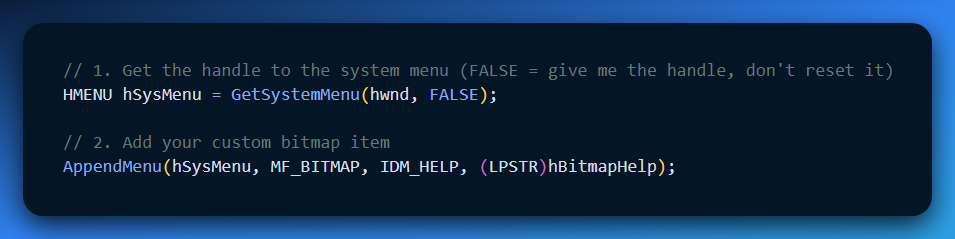 // 1. Get the handle to the system menu (FALSE = give me the handle, don't reset it)
HMENU hSysMenu = GetSystemMenu(hwnd, FALSE);
// 2. Add your custom bitmap item
AppendMenu(hSysMenu, MF_BITMAP, IDM_HELP, (LPSTR)hBitmapHelp);